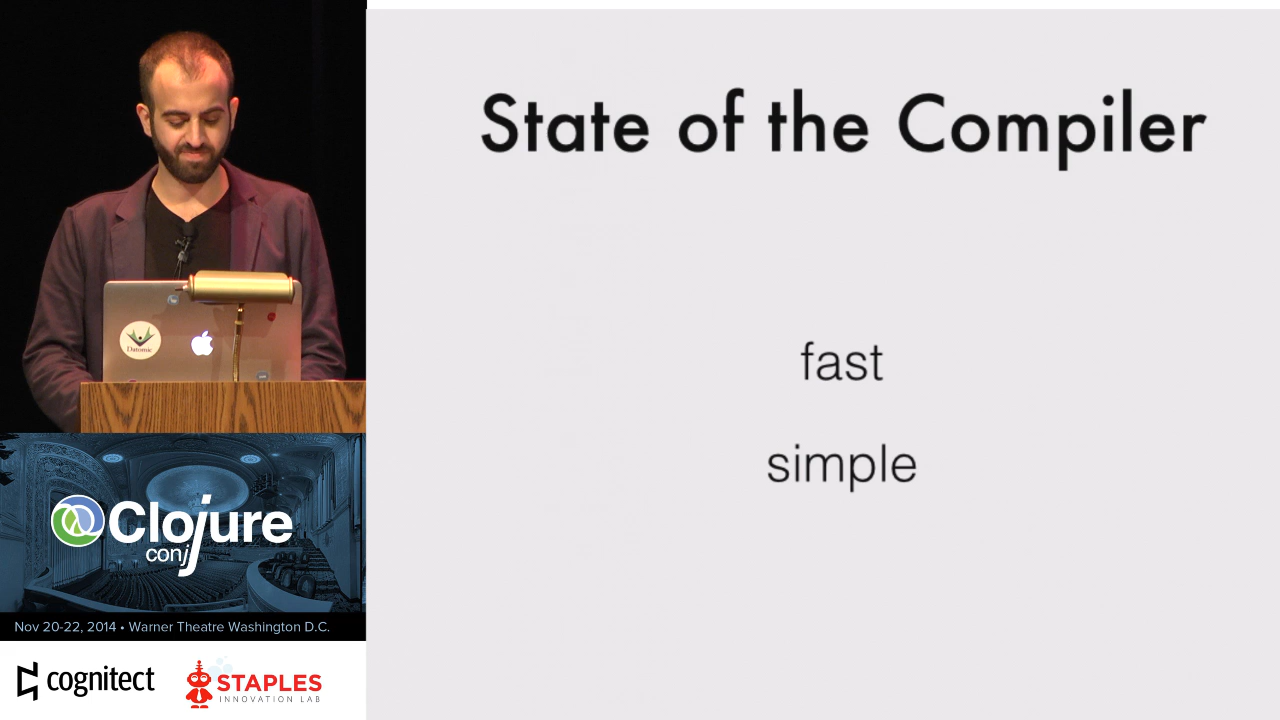 State of the Compiler
fast
simple
Datomic
Clojure
conj
Nov 20-22, 2014 • Warner Theatre Washington D.C.
cognitect
STAPLES
INNOVATION LAB